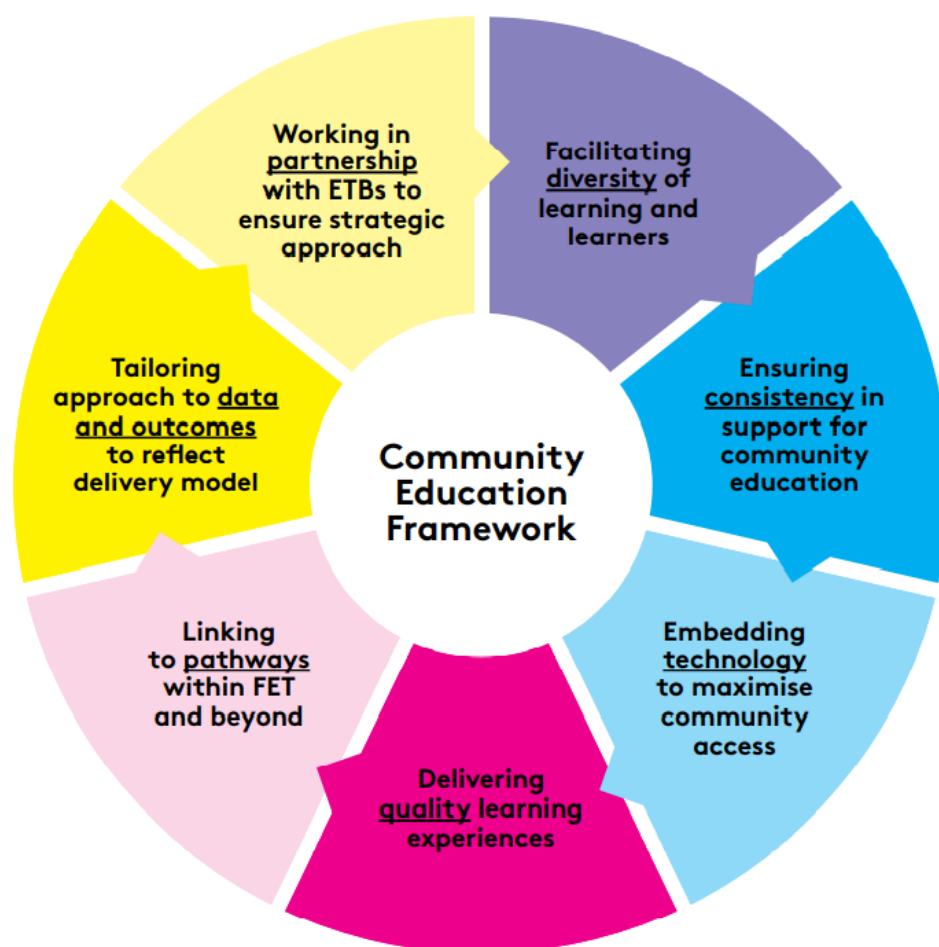 Working in
partnership
with ETBs to
ensure strategic
approach
Facilitating
diversity of
learning and
learners
Ensuring
consistency in
support for
community
education
Embedding
technology
to maximise
community
access
Delivering
quality learning
experiences
Linking
to pathways
within FET
and beyond
Tailoring
approach to data
and outcomes
to reflect
delivery model
Community
Education
Framework